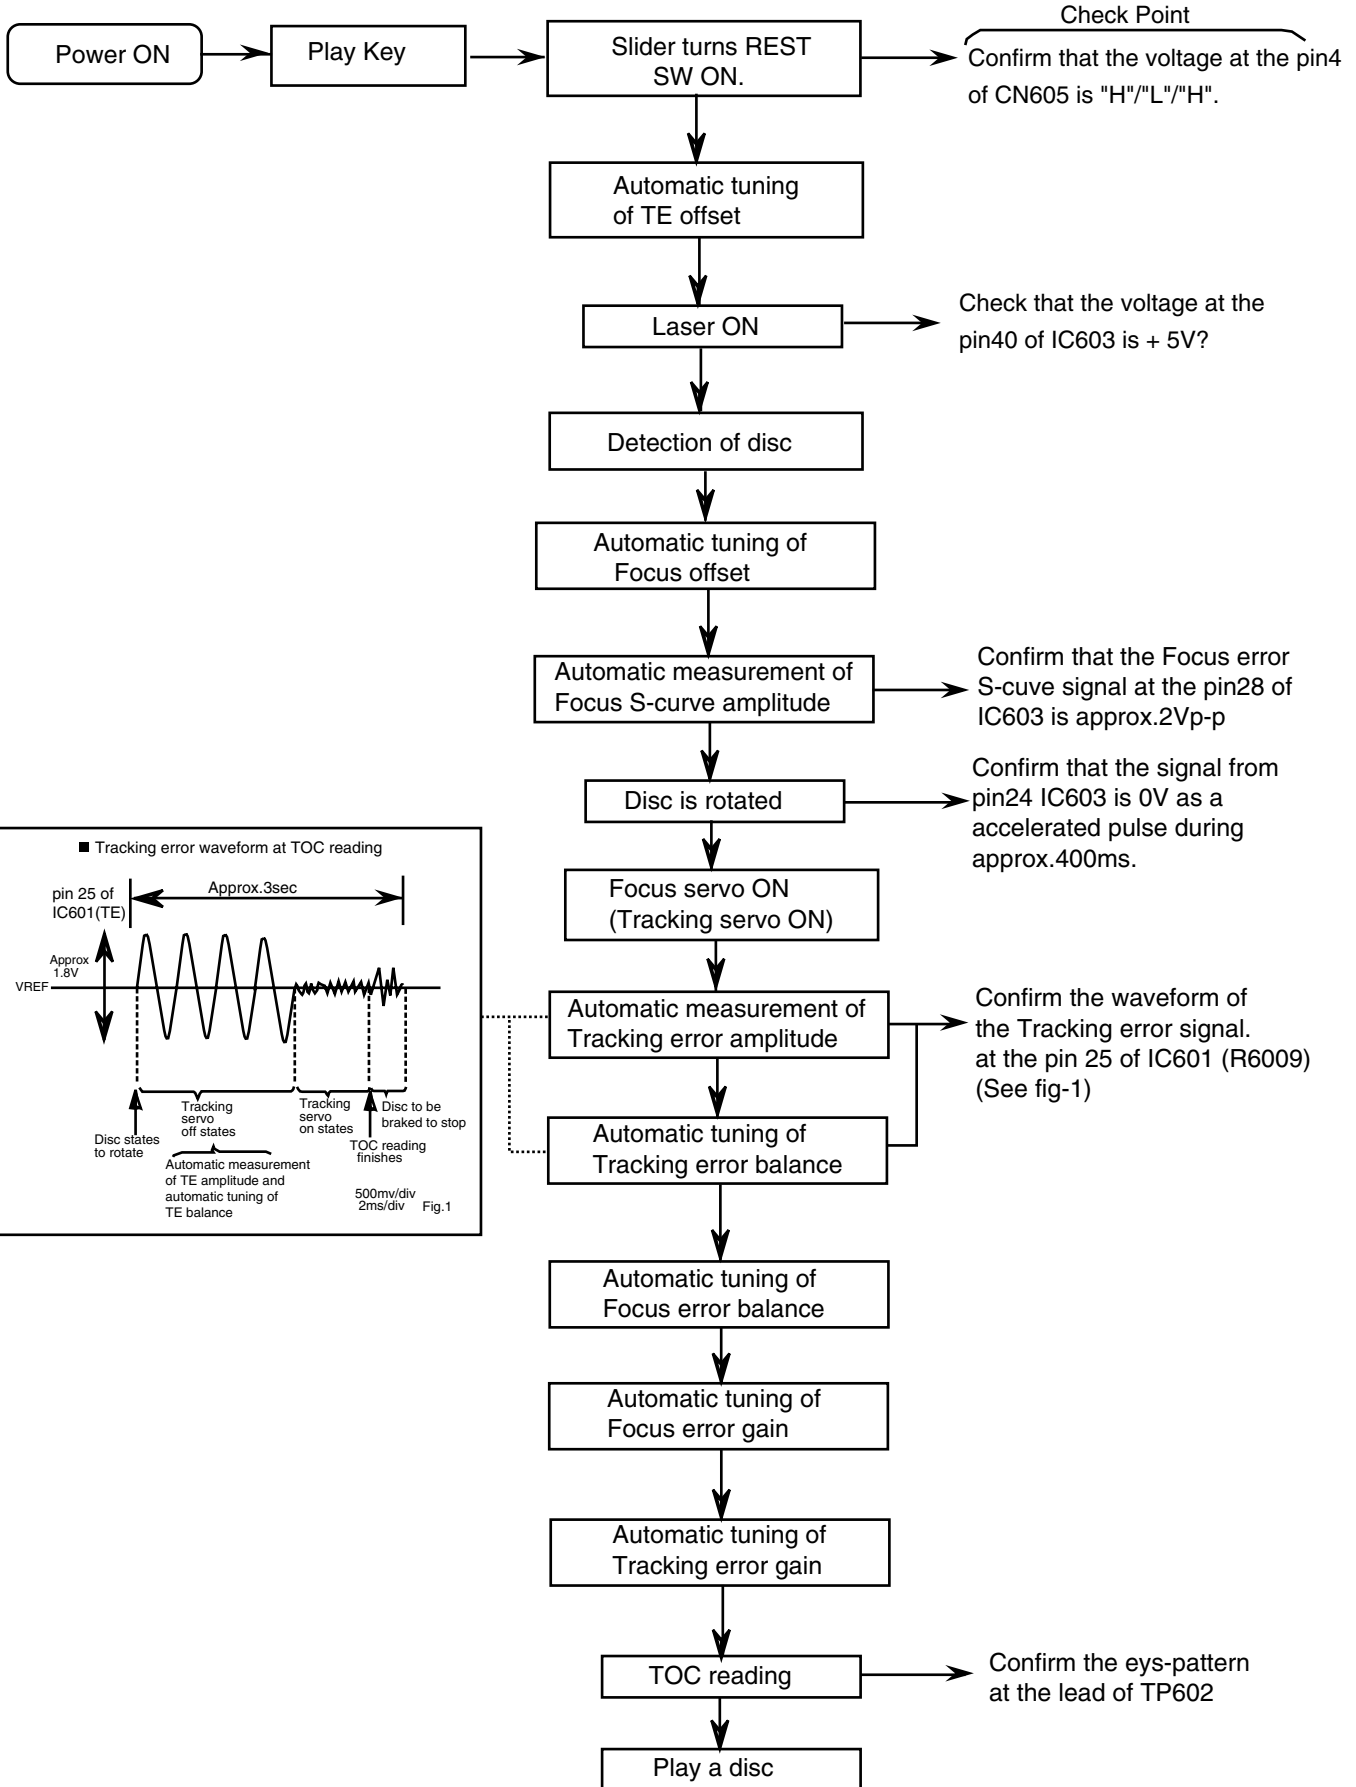 Check Point
Power ON
Play Key
Slider turns REST
SW ON.
Confirm that the voltage at the pin4
of CN605 is "H"/"L"/"H".
Automatic tuning
of TE offset
Laser ON
Check that the voltage at the
pin40 of IC603 is + 5V?
Detection of disc
Automatic tuning of
Focus offset
Automatic measurement of
Focus S-curve amplitude
Confirm that the Focus error
S-cuve signal at the pin28 of
IC603 is approx.2Vp-p
Disc is rotated
Confirm that the signal from
pin24 IC603 is 0V as a
accelerated pulse during
approx.400ms.
Focus servo ON
(Tracking servo ON)
■ Tracking error waveform at TOC reading
pin 25 of
IC601(TE)
Approx.3sec
Approx
1.8V
VREF
Disc states
to rotate
Tracking
servo
off states
Tracking
servo
on states
Disc to be
braked to stop
TOC reading
finishes
Automatic measurement
of TE amplitude and
automatic tuning of
TE balance
500mv/div
2ms/div
Fig.1
Automatic measurement of
Tracking error amplitude
Confirm the waveform of
the Tracking error signal.
at the pin 25 of IC601 (R6009)
(See fig-1)
Automatic tuning of
Tracking error balance
Automatic tuning of
Focus error balance
Automatic tuning of
Focus error gain
Automatic tuning of
Tracking error gain
TOC reading
Confirm the eys-pattern
at the lead of TP602
Play a disc